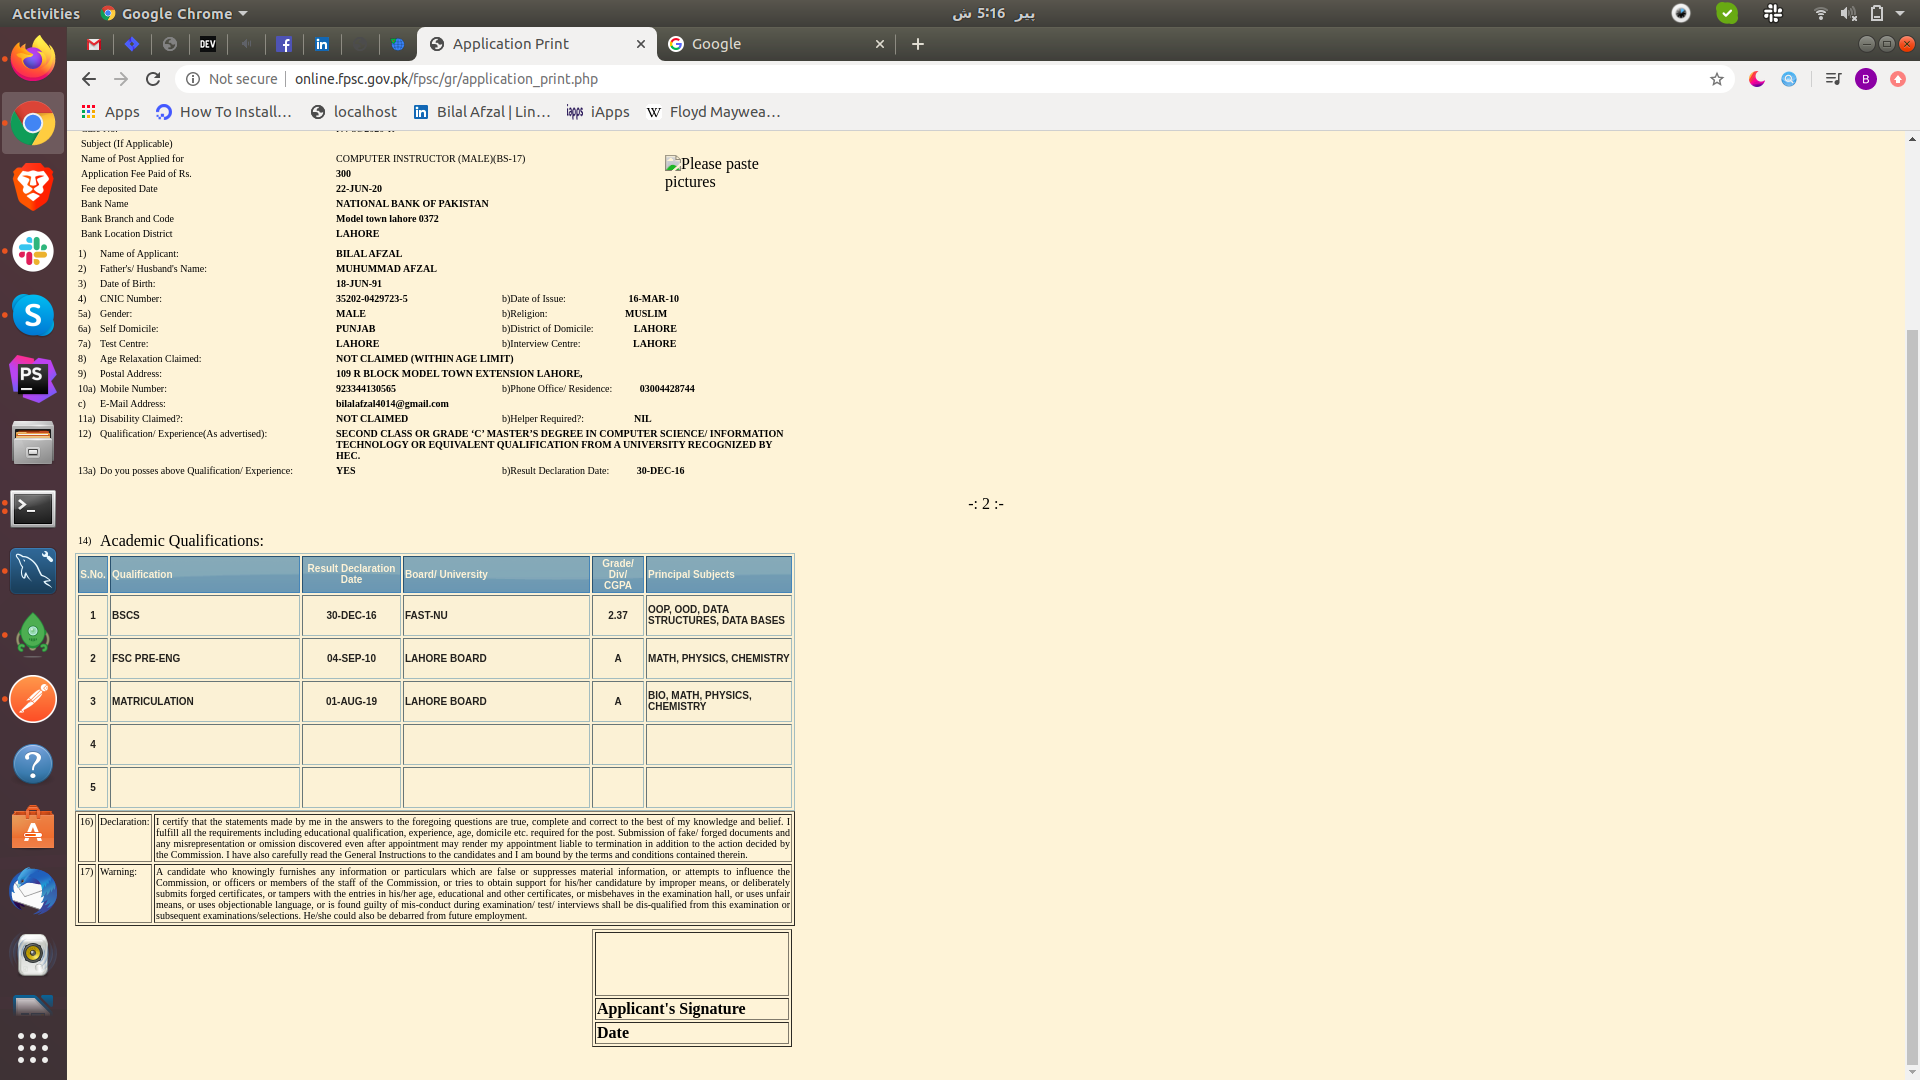 Activities Google Chrome پیر 5:16 ش
DEV Application Print Google
Not secure online.fpsc.gov.pk/fpsc/gr/application_print.php B
Apps How To Install... localhost Bilal Afzal | Lin... iApps W Floyd Maywea...
Subject (If Applicable)
Name of Post Applied for COMPUTER INSTRUCTOR (MALE)(BS-17)
Please paste pictures
Application Fee Paid of Rs. 300
Fee deposited Date 22-JUN-20
Bank Name NATIONAL BANK OF PAKISTAN
Bank Branch and Code Model town lahore 0372
Bank Location District LAHORE
1) Name of Applicant: BILAL AFZAL
2) Father's/ Husband's Name: MUHUMMAD AFZAL
3) Date of Birth: 18-JUN-91
4) CNIC Number: 35202-0429723-5 b)Date of Issue: 16-MAR-10
5a) Gender: MALE b)Religion: MUSLIM
6a) Self Domicile: PUNJAB b)District of Domicile: LAHORE
7a) Test Centre: LAHORE b)Interview Centre: LAHORE
8) Age Relaxation Claimed: NOT CLAIMED (WITHIN AGE LIMIT)
9) Postal Address: 109 R BLOCK MODEL TOWN EXTENSION LAHORE,
10a) Mobile Number: 923344130565 b)Phone Office/ Residence: 03004428744
c) E-Mail Address: bilalafzal4014@gmail.com
11a) Disability Claimed?: NOT CLAIMED b)Helper Required?: NIL
12) Qualification/ Experience(As advertised): SECOND CLASS OR GRADE ‘C’ MASTER’S DEGREE IN COMPUTER SCIENCE/ INFORMATION
TECHNOLOGY OR EQUIVALENT QUALIFICATION FROM A UNIVERSITY RECOGNIZED BY
HEC.
13a) Do you posses above Qualification/ Experience: YES b)Result Declaration Date: 30-DEC-16
-: 2 :-
14) Academic Qualifications:
S.No. Qualification Result Declaration Date Board/ University Grade/ Div/ CGPA Principal Subjects
1 BSCS 30-DEC-16 FAST-NU 2.37 OOP, OOD, DATA STRUCTURES, DATA BASES
2 FSC PRE-ENG 04-SEP-10 LAHORE BOARD A MATH, PHYSICS, CHEMISTRY
3 MATRICULATION 01-AUG-19 LAHORE BOARD A BIO, MATH, PHYSICS, CHEMISTRY
4
5
16) Declaration: I certify that the statements made by me in the answers to the foregoing questions are true, complete and correct to the best of my knowledge and belief. I
fulfill all the requirements including educational qualification, experience, age, domicile etc. required for the post. Submission of fake/ forged documents and
any misrepresentation or omission discovered even after appointment may render my appointment liable to termination in addition to the action decided by
the Commission. I have also carefully read the General Instructions to the candidates and I am bound by the terms and conditions contained therein.
17) Warning: A candidate who knowingly furnishes any information or particulars which are false or suppresses material information, or attempts to influence the
Commission, or officers or members of the staff of the Commission, or tries to obtain support for his/her candidature by improper means, or deliberately
submits forged certificates, or tampers with the entries in his/her age, educational and other certificates, or misbehaves in the examination hall, or uses unfair
means, or uses objectionable language, or is found guilty of mis-conduct during examination/ test/ interviews shall be dis-qualified from this examination or
subsequent examinations/selections. He/she could also be debarred from future employment.
Applicant's Signature
Date